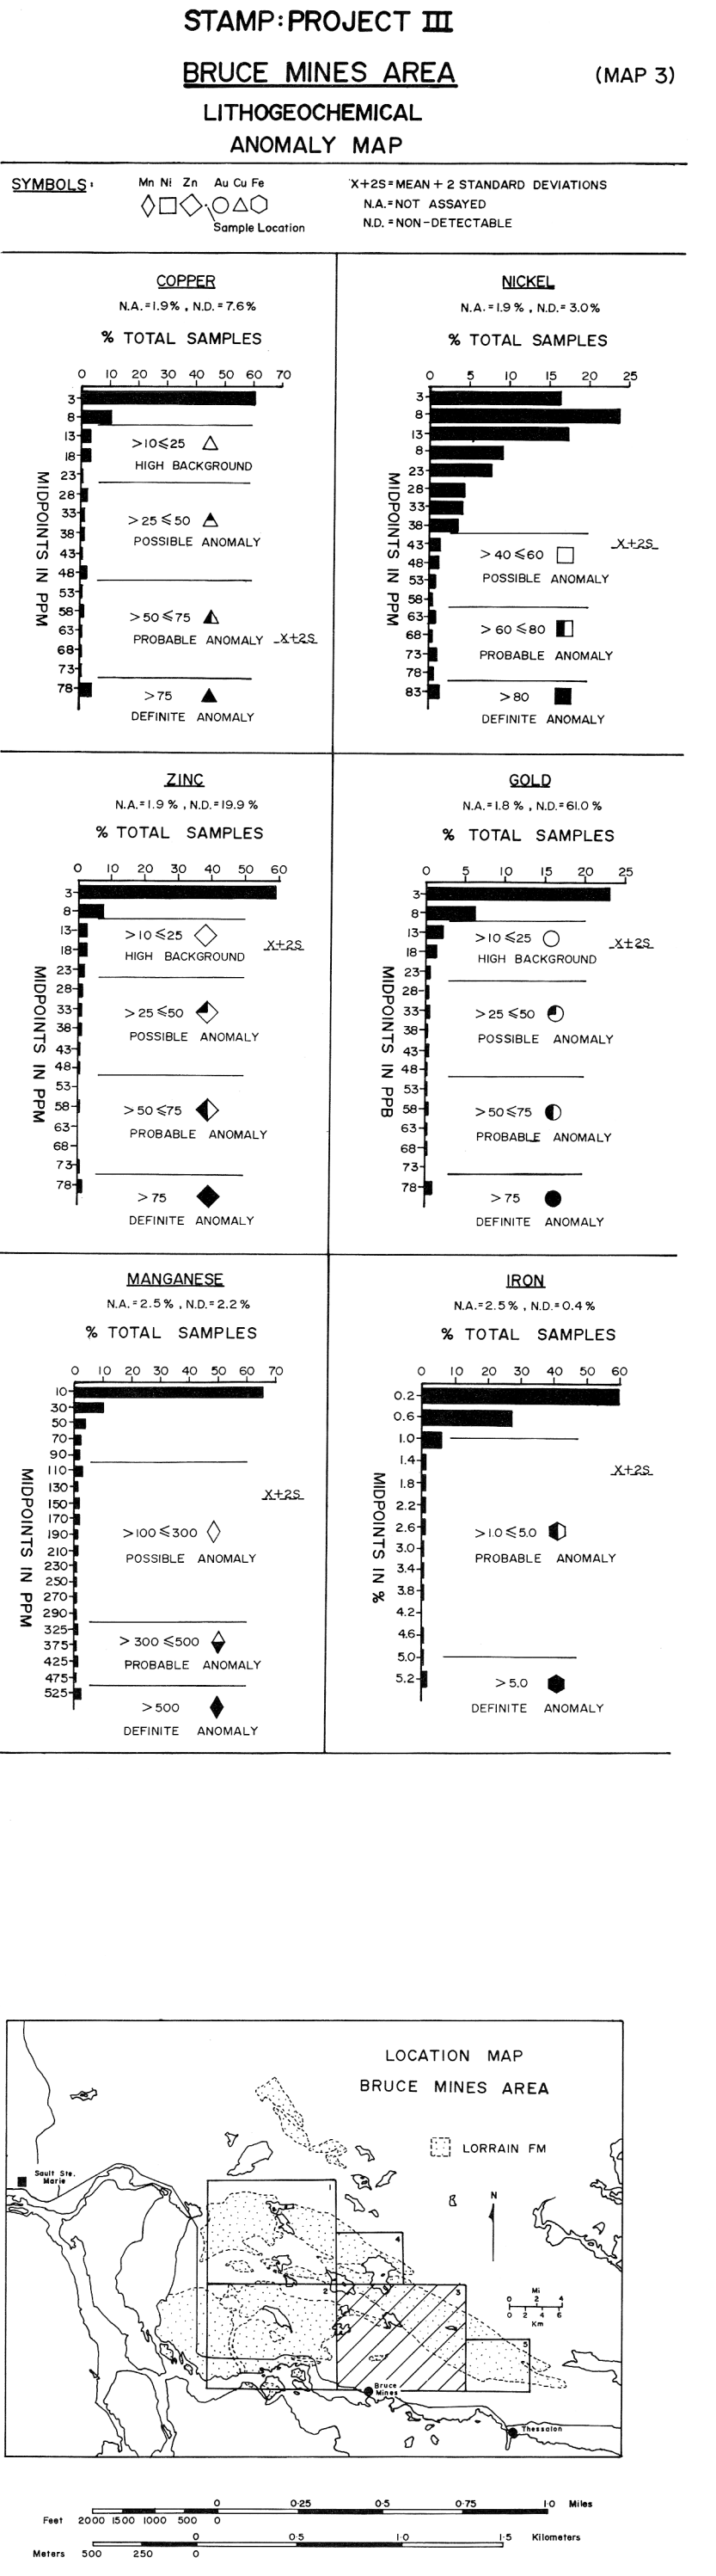 STAMP: PROJECT III
BRUCE MINES AREA
(MAP 3)
LITHOGEOCHEMICAL
ANOMALY MAP
SYMBOLS:
Mn Ni Zn Au Cu Fe
Sample Location
X+2S=MEAN + 2 STANDARD DEVIATIONS
N.A.=NOT ASSAYED
N.D.=NON-DETECTABLE
COPPER
N.A.=1.9% , N.D.=7.6%
% TOTAL SAMPLES
0 10 20 30 40 50 60 70
MIDPOINTS IN PPM
3
8
13
18
23
28
33
38
43
48
53
58
63
68
73
78
>10≤25
HIGH BACKGROUND
>25≤50
POSSIBLE ANOMALY
>50≤75
PROBABLE ANOMALY
X+2S
>75
DEFINITE ANOMALY
NICKEL
N.A.=1.9% , N.D.=3.0%
% TOTAL SAMPLES
0 5 10 15 20 25
MIDPOINTS IN PPM
3
8
13
8
23
28
33
38
43
48
53
58
63
68
73
78
83
X+2S
>40≤60
POSSIBLE ANOMALY
>60≤80
PROBABLE ANOMALY
>80
DEFINITE ANOMALY
ZINC
N.A.=1.9% , N.D.=19.9%
% TOTAL SAMPLES
0 10 20 30 40 50 60
MIDPOINTS IN PPM
3
8
13
18
23
28
33
38
43
48
53
58
63
68
73
78
>10≤25
X+2S
HIGH BACKGROUND
>25≤50
POSSIBLE ANOMALY
>50≤75
PROBABLE ANOMALY
>75
DEFINITE ANOMALY
GOLD
N.A.=1.8% , N.D.=61.0%
% TOTAL SAMPLES
0 5 10 15 20 25
MIDPOINTS IN PPB
3
8
13
18
23
28
33
38
43
48
53
58
63
68
73
78
>10≤25
X+2S
HIGH BACKGROUND
>25≤50
POSSIBLE ANOMALY
>50≤75
PROBABLE ANOMALY
>75
DEFINITE ANOMALY
MANGANESE
N.A.=2.5% , N.D.=2.2%
% TOTAL SAMPLES
0 10 20 30 40 50 60 70
MIDPOINTS IN PPM
10
30
50
70
90
110
130
150
170
190
210
230
250
270
290
325
375
425
475
525
X+2S
>100≤300
POSSIBLE ANOMALY
>300≤500
PROBABLE ANOMALY
>500
DEFINITE ANOMALY
IRON
N.A.=2.5% , N.D.=0.4%
% TOTAL SAMPLES
0 10 20 30 40 50 60
MIDPOINTS IN %
0.2
0.6
1.0
1.4
1.8
2.2
2.6
3.0
3.4
3.8
4.2
4.6
5.0
5.2
X+2S
>1.0≤5.0
PROBABLE ANOMALY
>5.0
DEFINITE ANOMALY
LOCATION MAP
BRUCE MINES AREA
LORRAIN FM
Sault Ste.
Marie
1
N
4
2
3
Mi
0 2 4
0 2 4 6
Km
5
Bruce
Mines
Thessalon
0 0·25 0·5 0·75 1·0 Miles
Feet 2000 1500 1000 500 0
0 0·5 1·0 1·5 Kilometers
Meters 500 250 0